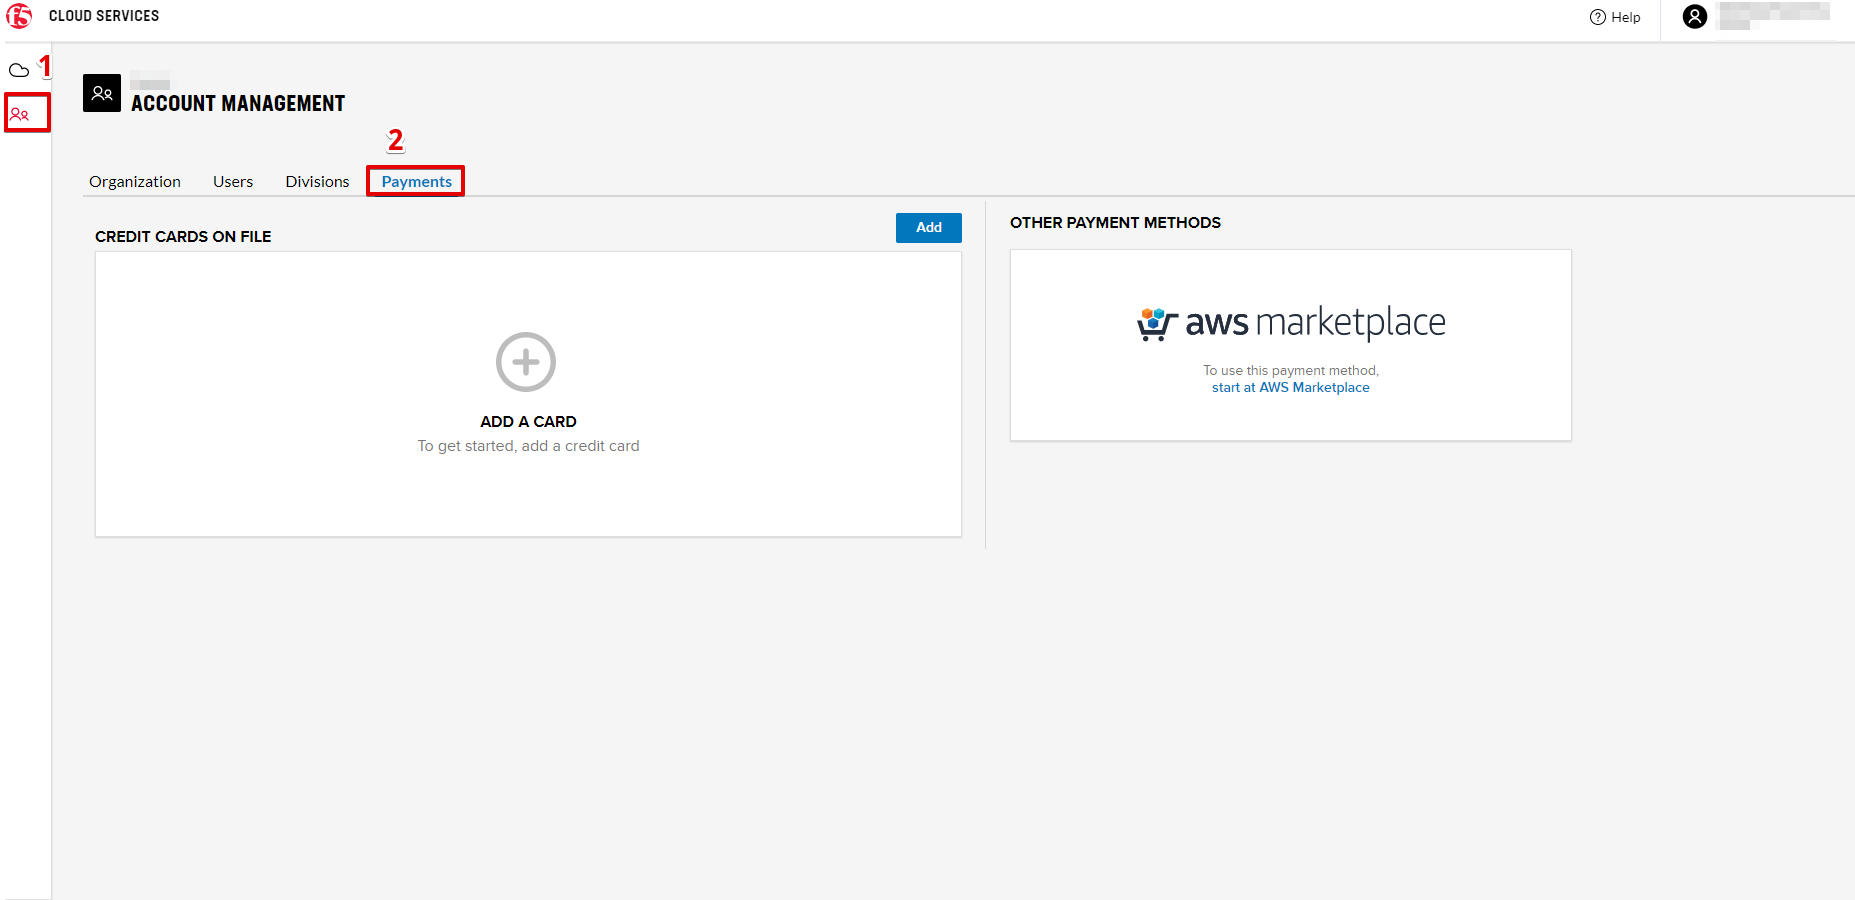 f5 CLOUD SERVICES
Help
1
ACCOUNT MANAGEMENT
2
Organization Users Divisions Payments
CREDIT CARDS ON FILE
Add
ADD A CARD
To get started, add a credit card
OTHER PAYMENT METHODS
aws marketplace
To use this payment method,
start at AWS Marketplace